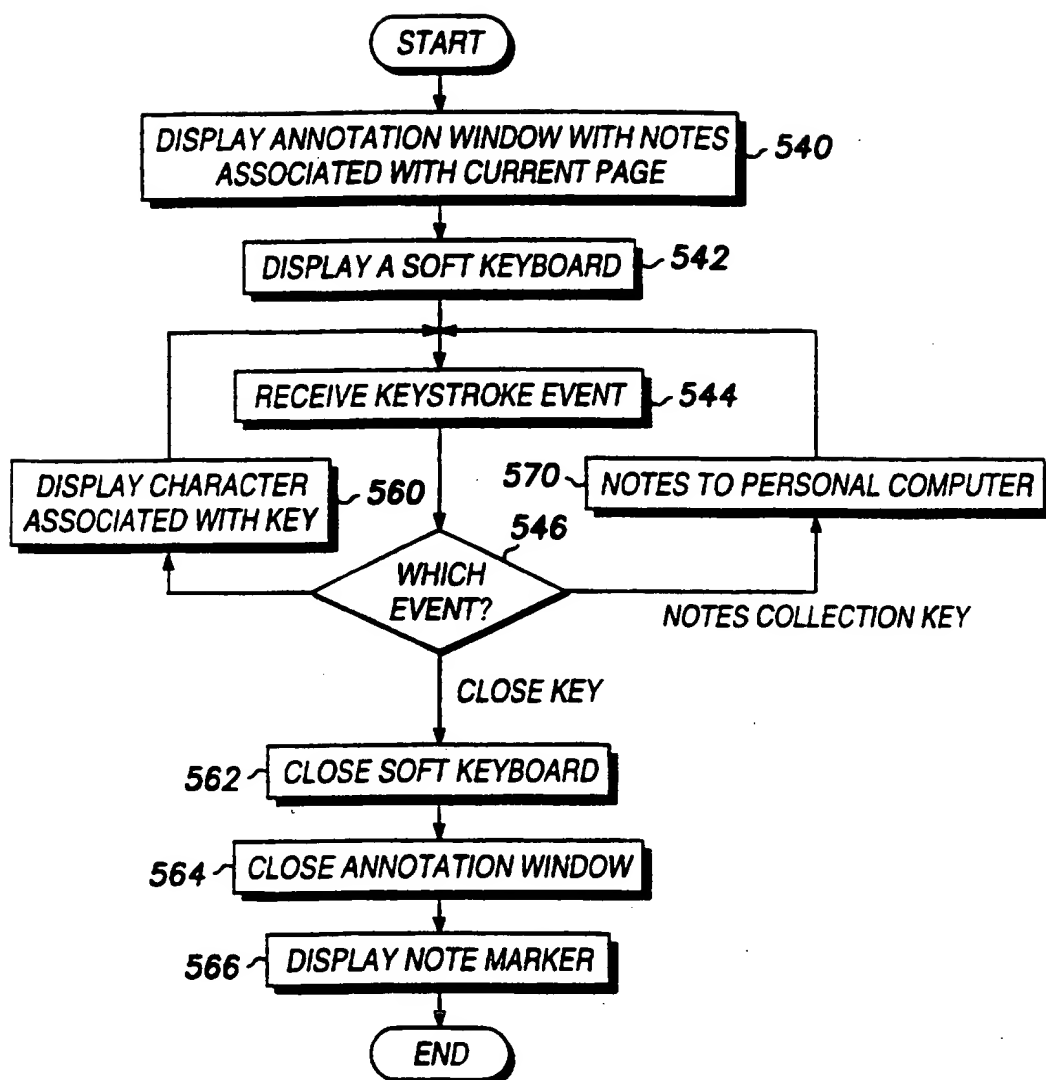 START
DISPLAY ANNOTATION WINDOW WITH NOTES
ASSOCIATED WITH CURRENT PAGE
540
DISPLAY A SOFT KEYBOARD
542
RECEIVE KEYSTROKE EVENT
544
DISPLAY CHARACTER
ASSOCIATED WITH KEY
560
570
NOTES TO PERSONAL COMPUTER
546
WHICH
EVENT?
NOTES COLLECTION KEY
CLOSE KEY
562
CLOSE SOFT KEYBOARD
564
CLOSE ANNOTATION WINDOW
566
DISPLAY NOTE MARKER
END